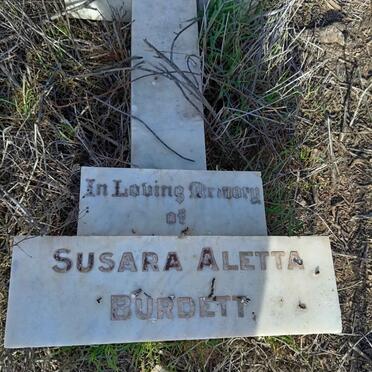 In Loving Memory
of
SUSARA ALETTA
BURDETT